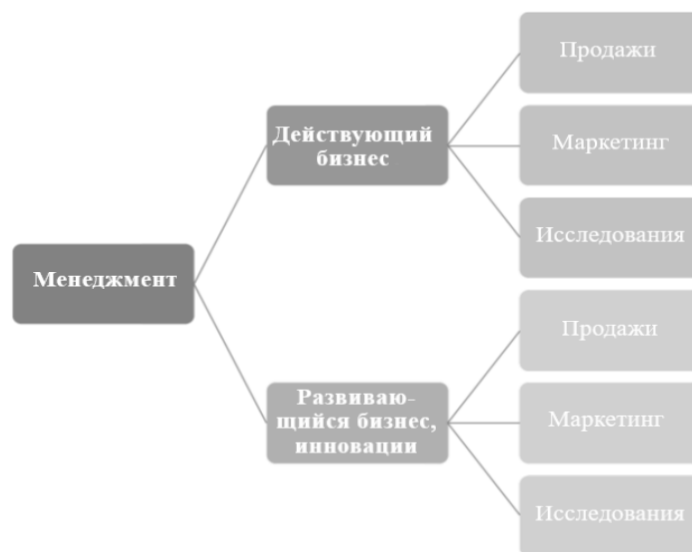 Менеджмент
Действующий
бизнес
Продажи
Маркетинг
Исследования
Развиваю-
щийся бизнес,
инновации
Продажи
Маркетинг
Исследования